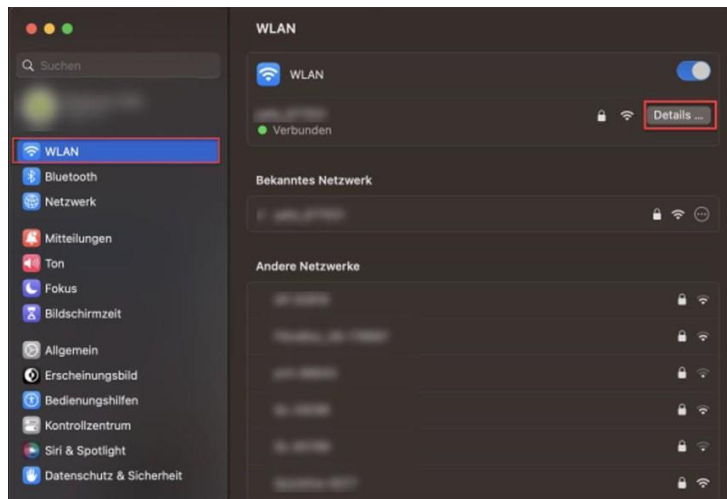 WLAN
Suchen
WLAN
Details ...
Verbunden
WLAN
Bluetooth
Netzwerk
Mitteilungen
Ton
Fokus
Bildschirmzeit
Allgemein
Erscheinungsbild
Bedienungshilfen
Kontrollzentrum
Siri & Spotlight
Datenschutz & Sicherheit
Bekanntes Netzwerk
Andere Netzwerke